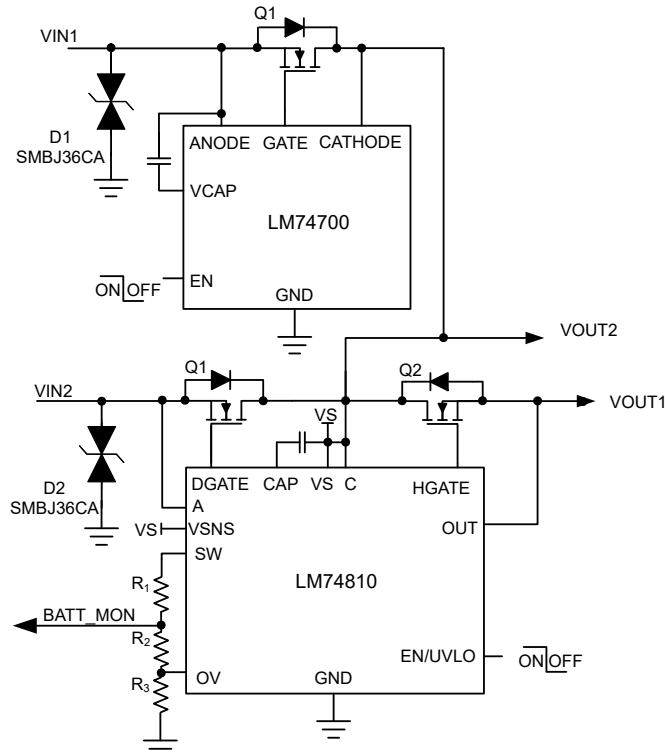 Q1
VIN1
D1
SMBJ36CA
ANODE GATE CATHODE
VCAP
LM74700
EN
ON OFF
GND
VOUT2
Q1
Q2
VIN2
VS
VOUT1
D2
SMBJ36CA
DGATE CAP VS C HGATE
A
VS VSNS
OUT
SW
LM74810
R1
BATT_MON
R2
EN/UVLO
ON OFF
R3
OV
GND